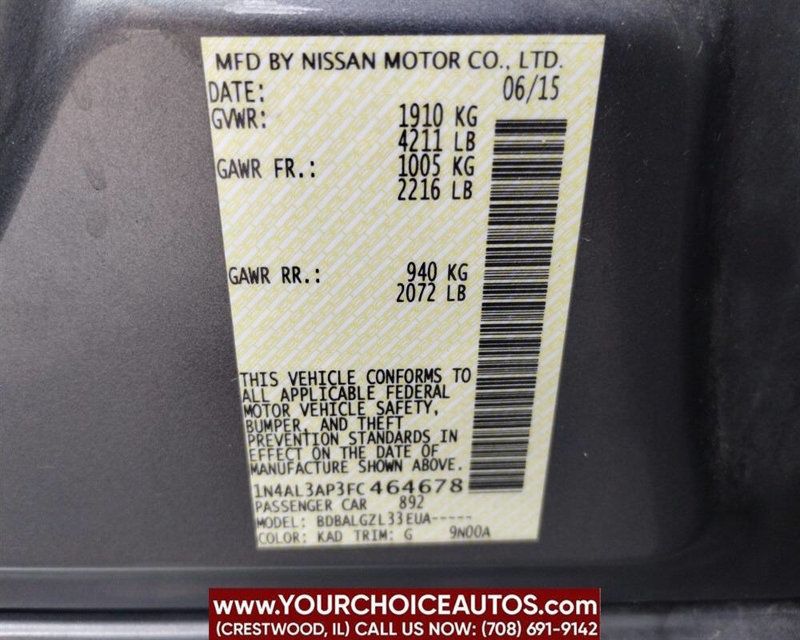 MFD BY NISSAN MOTOR CO., LTD.
DATE: 06/15
GVWR: 1910 KG
4211 LB
GAWR FR.: 1005 KG
2216 LB
GAWR RR.: 940 KG
2072 LB
THIS VEHICLE CONFORMS TO
ALL APPLICABLE FEDERAL
MOTOR VEHICLE SAFETY,
BUMPER, AND THEFT
PREVENTION STANDARDS IN
EFFECT ON THE DATE OF
MANUFACTURE SHOWN ABOVE.
1N4AL3AP3FC464678
PASSENGER CAR 892
MODEL: BDBALGZL33EUA-----
COLOR: KAD TRIM: G 9N00A
www.YOURCHOICEAUTOS.com
(CRESTWOOD, IL) CALL US NOW: (708) 691-9142